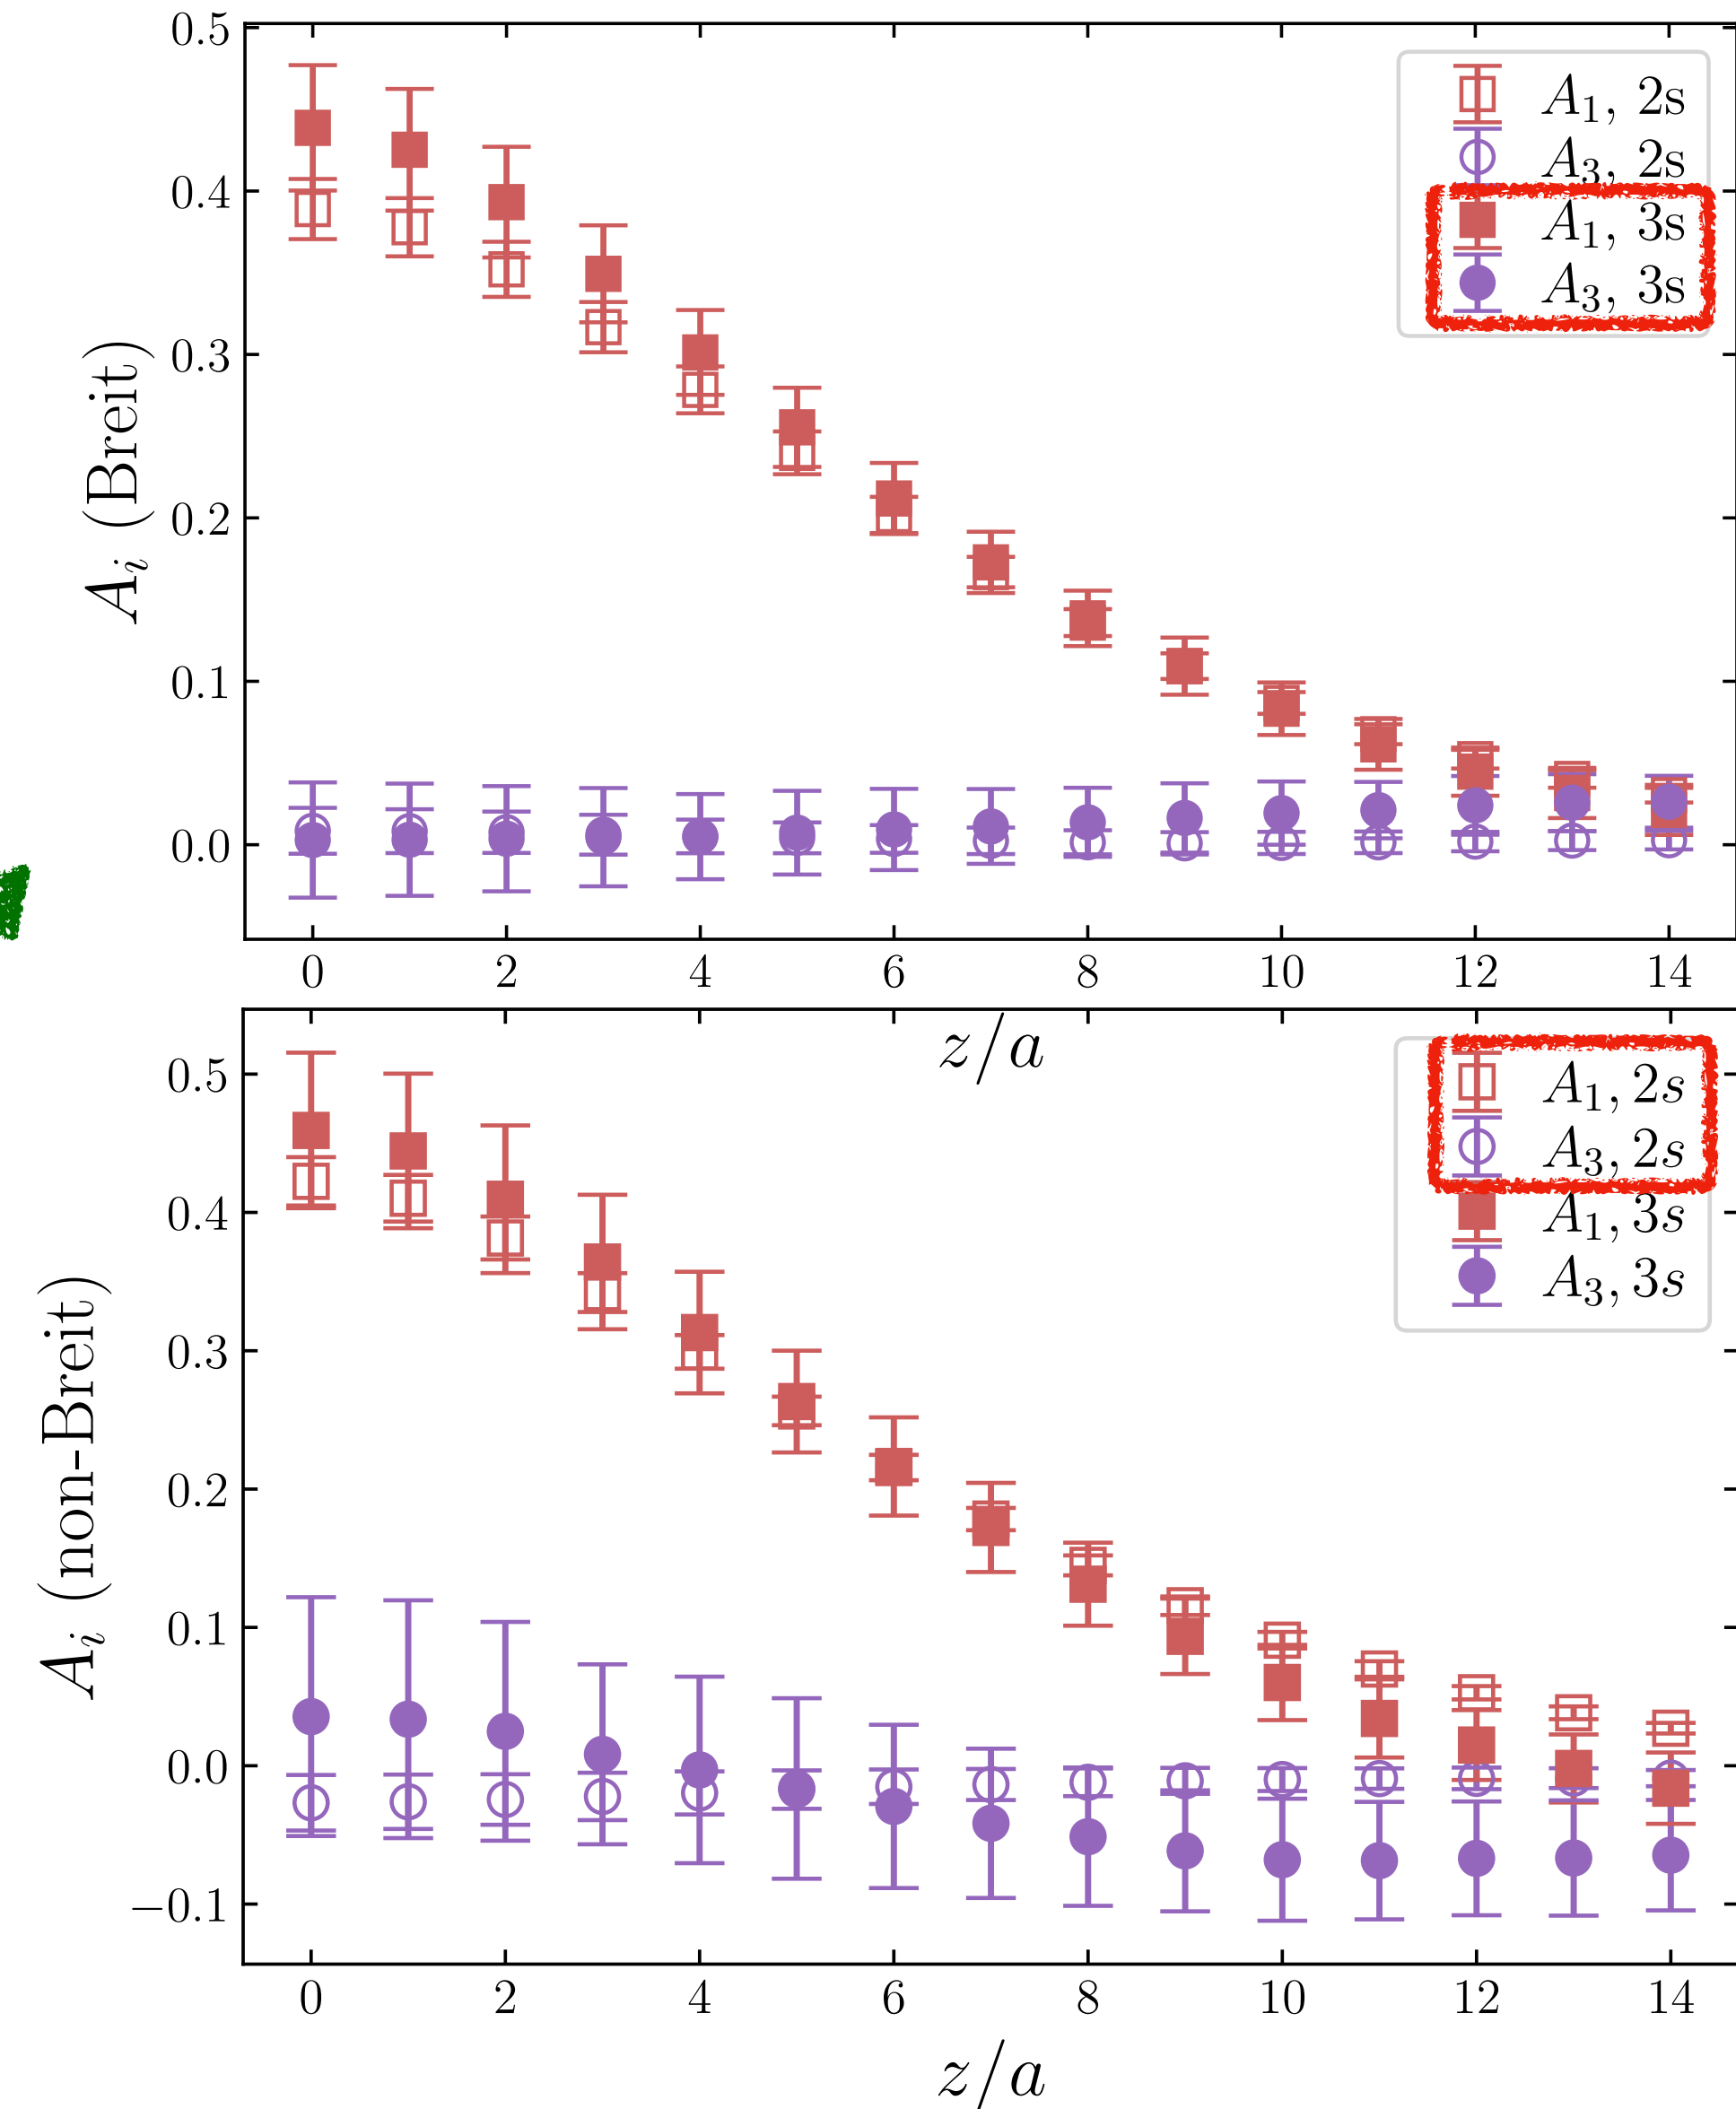 0.5
0.4
0.3
0.2
0.1
0.0
A_i (Breit)
A_1, 2s
A_3, 2s
A_1, 3s
A_3, 3s
0 2 4 6 8 10 12 14
z/a
0.5
0.4
0.3
0.2
0.1
0.0
−0.1
A_i (non-Breit)
A_1, 2s
A_3, 2s
A_1, 3s
A_3, 3s
0 2 4 6 8 10 12 14
z/a